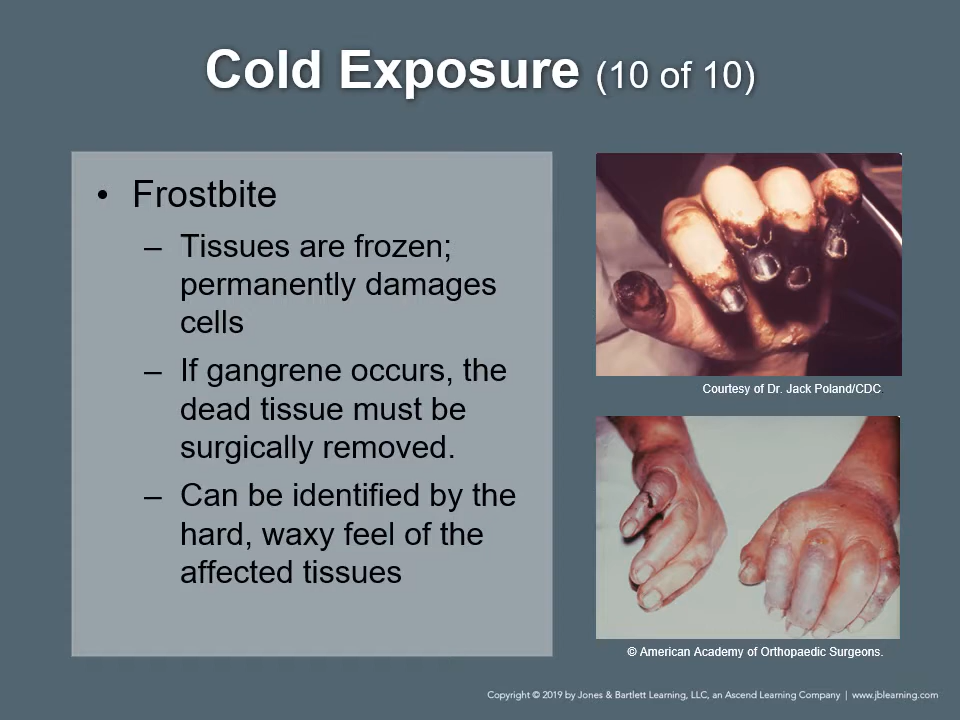 Cold Exposure (10 of 10)
• Frostbite
– Tissues are frozen;
permanently damages
cells
– If gangrene occurs, the
dead tissue must be
surgically removed.
– Can be identified by the
hard, waxy feel of the
affected tissues
Courtesy of Dr. Jack Poland/CDC.
© American Academy of Orthopaedic Surgeons.
Copyright © 2019 by Jones & Bartlett Learning, LLC, an Ascend Learning Company | www.jblearning.com